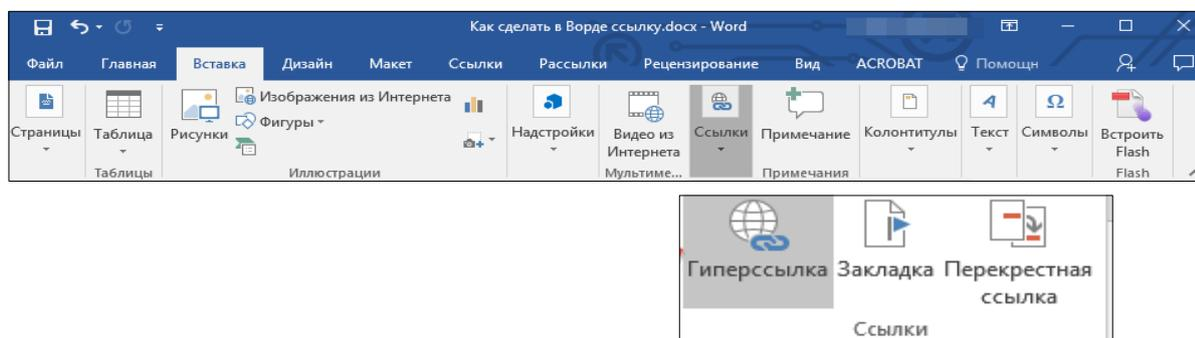 Как сделать в Ворде ссылку.docx - Word
Файл Главная Вставка Дизайн Макет Ссылки Рассылки Рецензирование Вид ACROBAT Помощн
Страницы Таблица Рисунки Изображения из Интернета Фигуры Надстройки Видео из Интернета Ссылки Примечание Колонтитулы Текст Символы Встроить Flash
Таблицы Иллюстрации Мультиме... Примечания Flash
Гиперссылка Закладка Перекрестная
ссылка
Ссылки